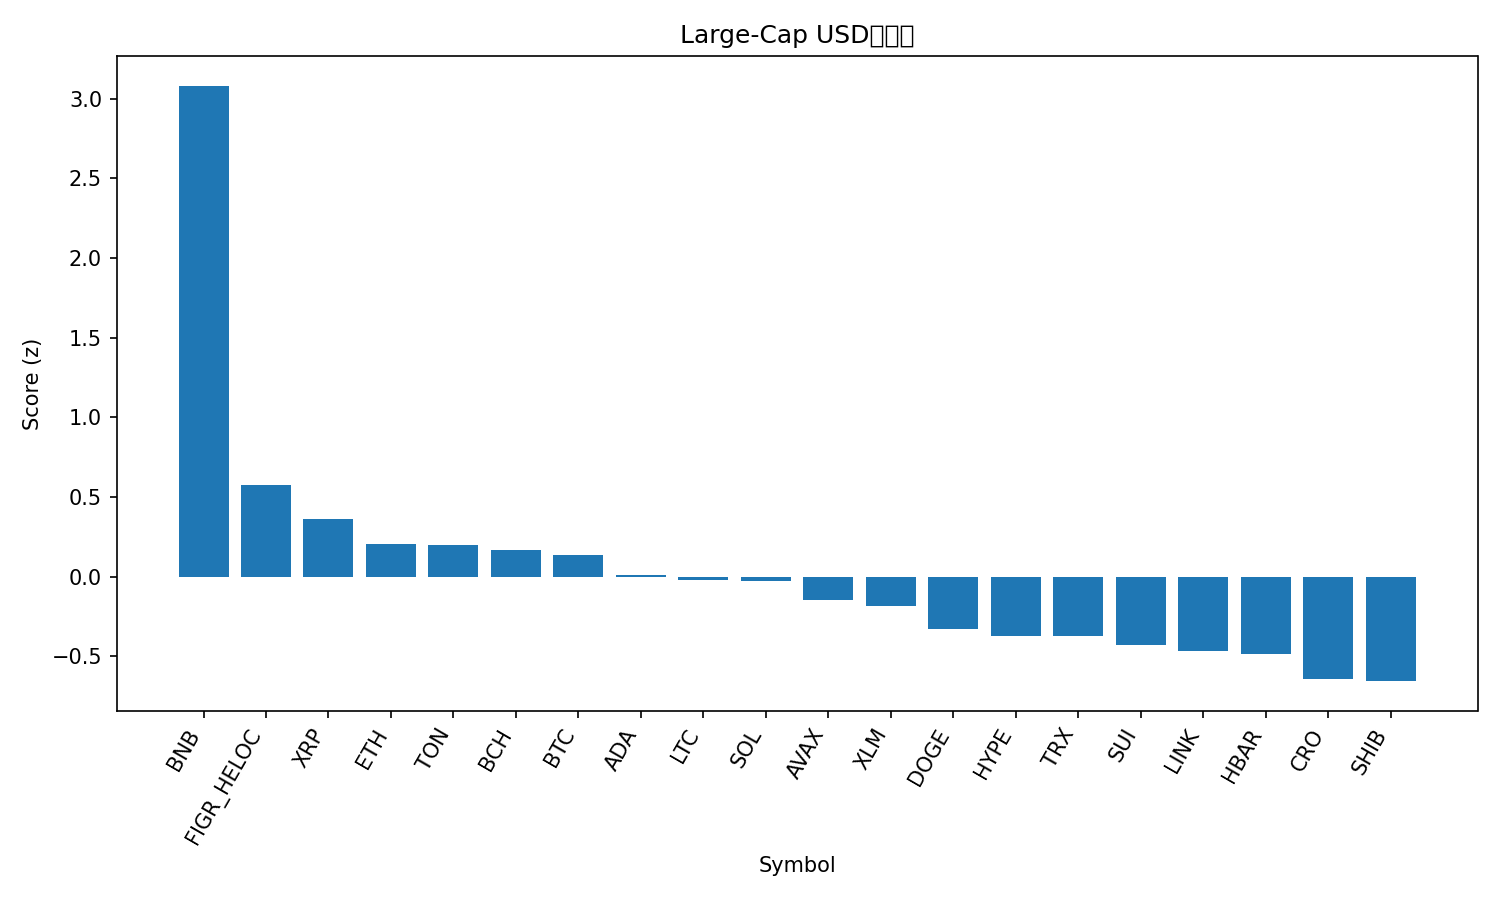 Large-Cap USD
Score (z)
3.0
2.5
2.0
1.5
1.0
0.5
0.0
−0.5
BNB
FIGR_HELOC
XRP
ETH
TON
BCH
BTC
ADA
LTC
SOL
AVAX
XLM
DOGE
HYPE
TRX
SUI
LINK
HBAR
CRO
SHIB
Symbol